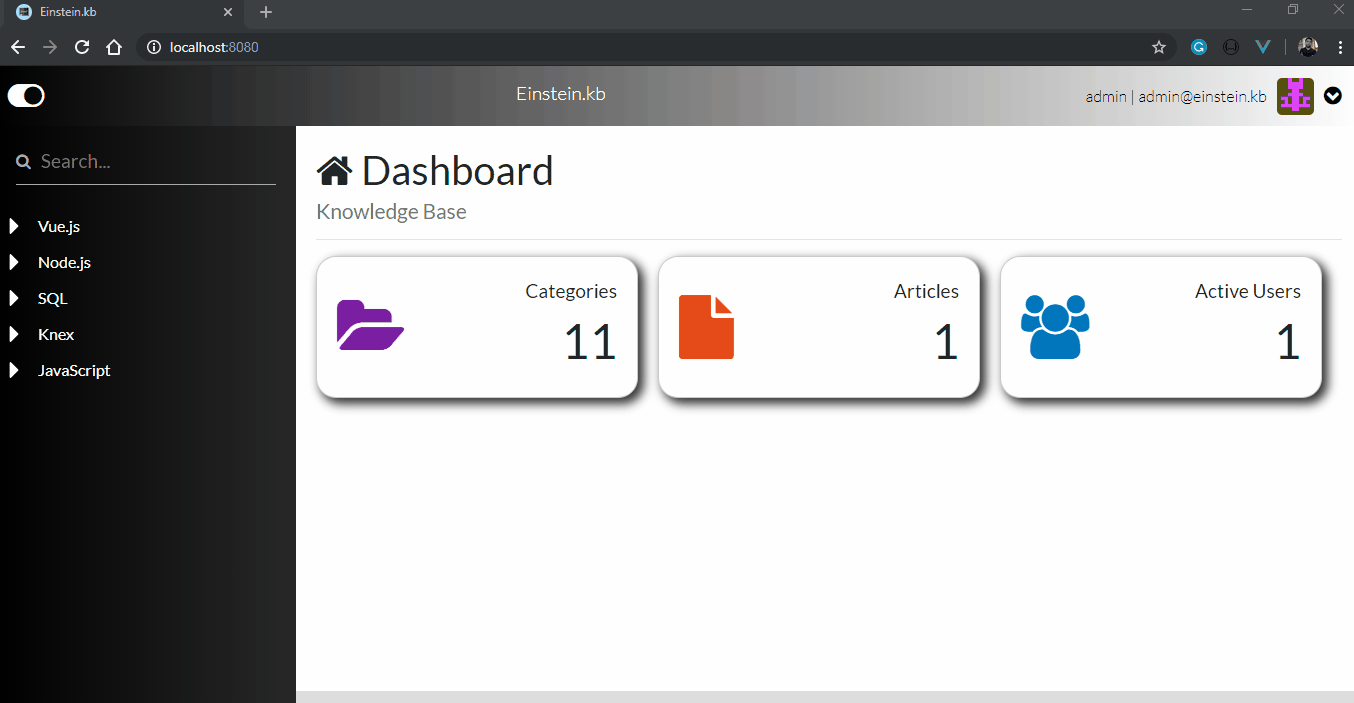 Einstein.kb
localhost:8080
Einstein.kb
admin | admin@einstein.kb
Search...
Vue.js
Node.js
SQL
Knex
JavaScript
Dashboard
Knowledge Base
Categories
11
Articles
1
Active Users
1